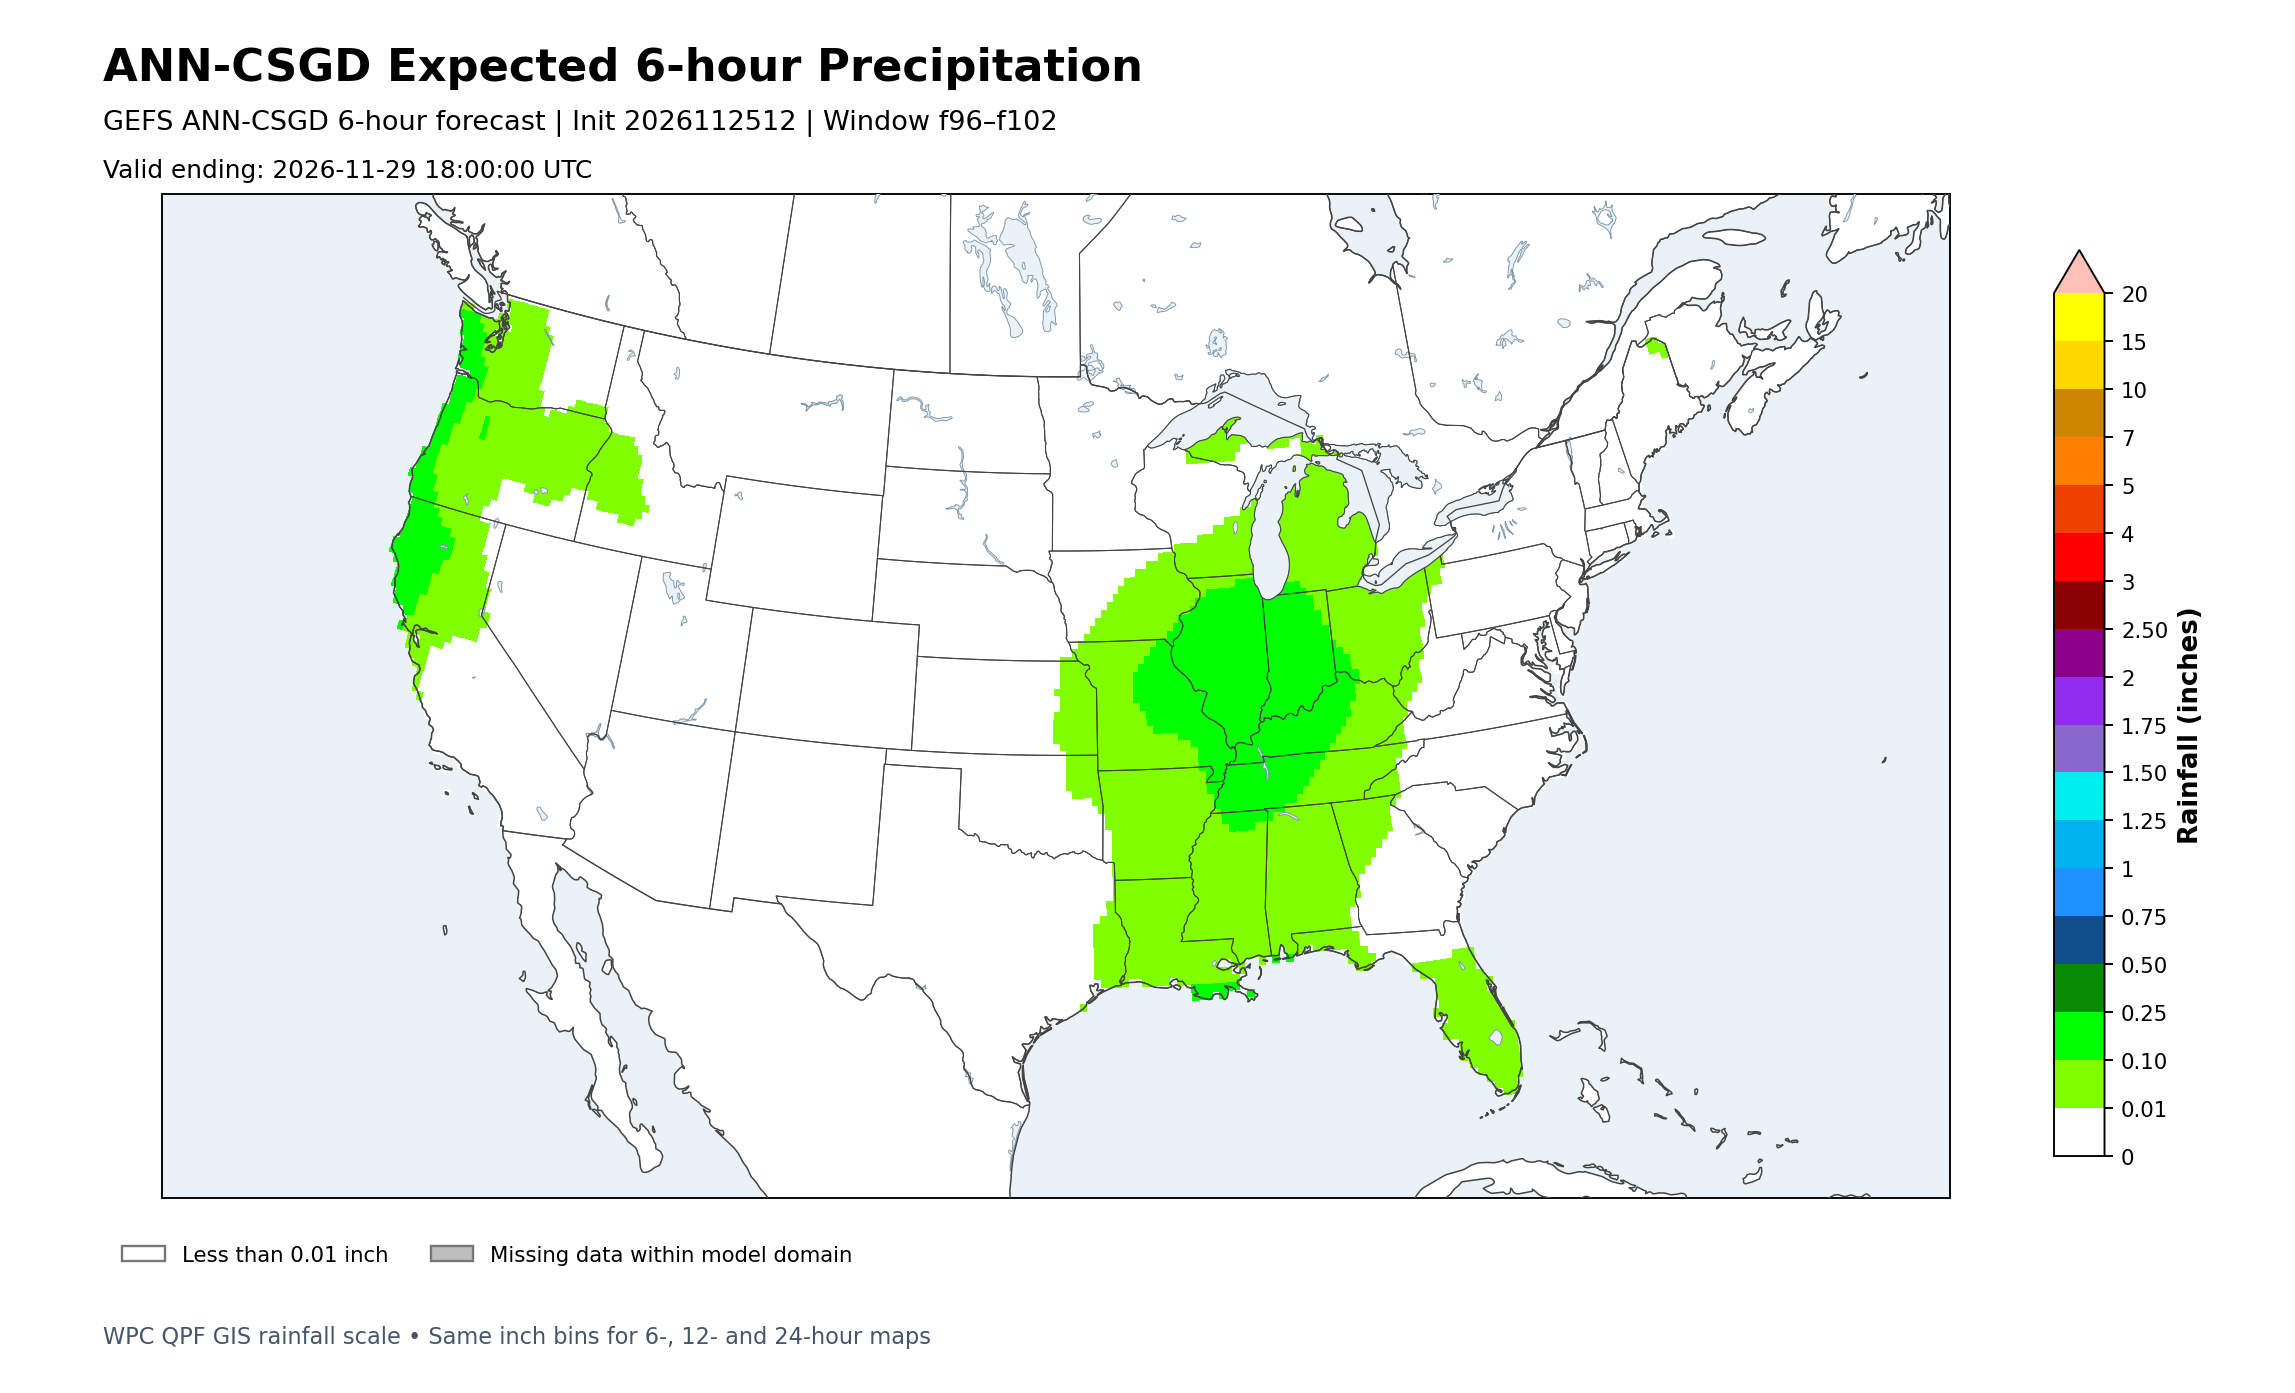 ANN-CSGD Expected 6-hour Precipitation
GEFS ANN-CSGD 6-hour forecast | Init 2026112512 | Window f96–f102
Valid ending: 2026-11-29 18:00:00 UTC
20
15
10
7
5
4
3
2.50
2
1.75
1.50
1.25
1
0.75
0.50
0.25
0.10
0.01
0
Rainfall (inches)
Less than 0.01 inch
Missing data within model domain
WPC QPF GIS rainfall scale • Same inch bins for 6-, 12- and 24-hour maps